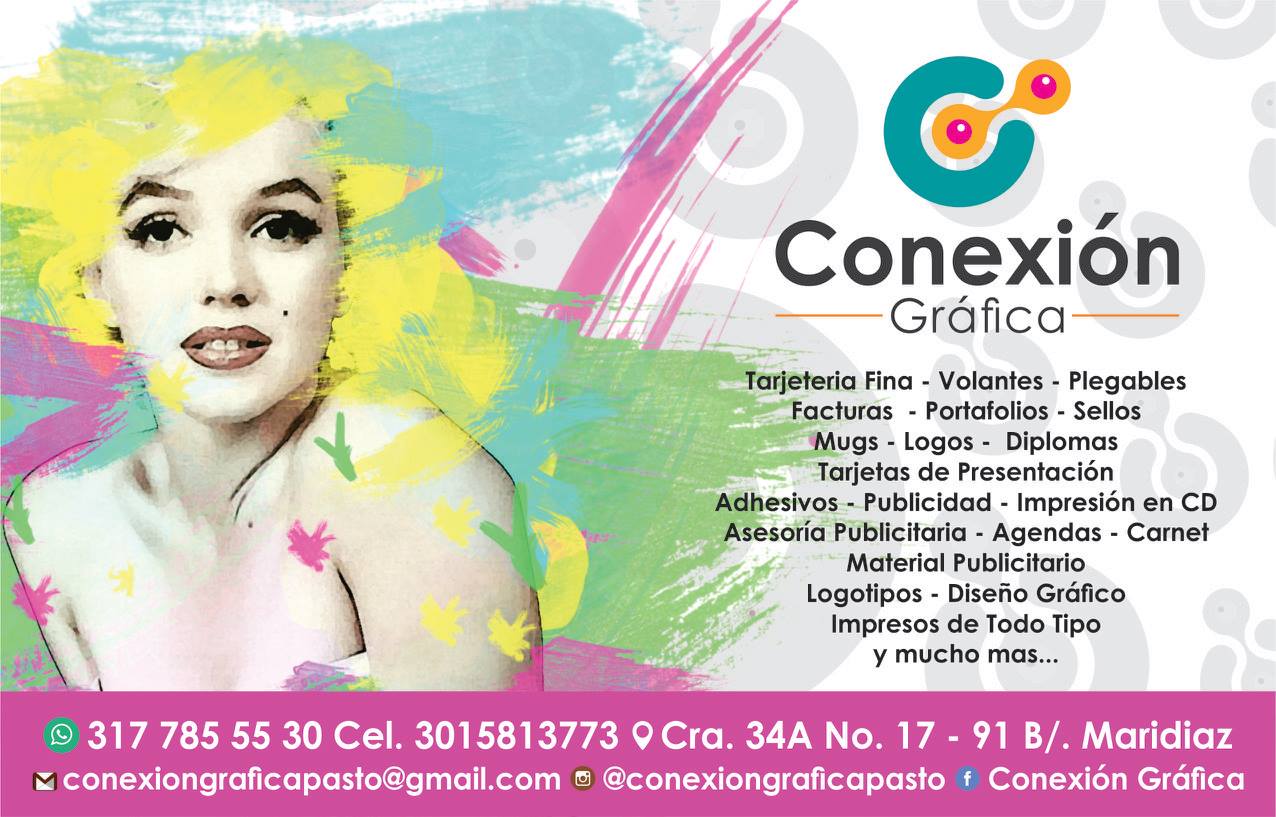 Conexión
Gráfica
Tarjeteria Fina - Volantes - Plegables
Facturas - Portafolios - Sellos
Mugs - Logos - Diplomas
Tarjetas de Presentación
Adhesivos - Publicidad - Impresión en CD
Asesoría Publicitaria - Agendas - Carnet
Material Publicitario
Logotipos - Diseño Gráfico
Impresos de Todo Tipo
y mucho mas...
317 785 55 30 Cel. 3015813773 Cra. 34A No. 17 - 91 B/. Maridiaz
conexiongraficapasto@gmail.com @conexiongraficapasto f Conexión Gráfica